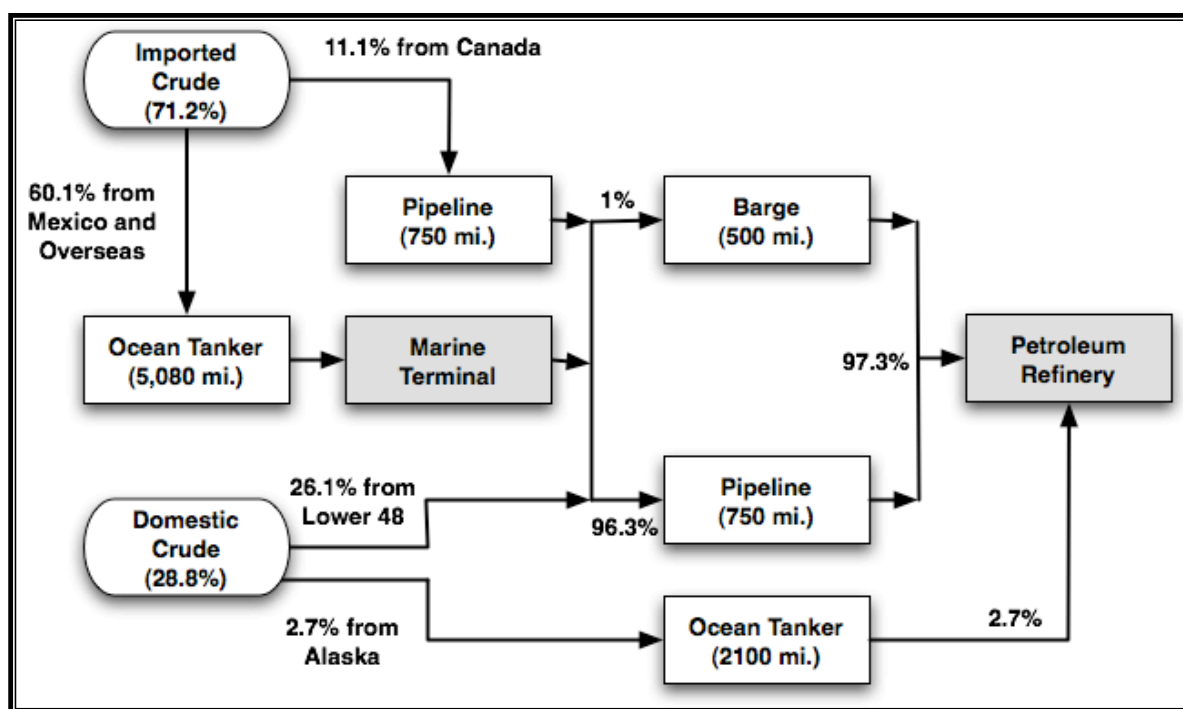 Imported
Crude
(71.2%)
11.1% from Canada
60.1% from
Mexico and
Overseas
Pipeline
(750 mi.)
1%
Barge
(500 mi.)
Ocean Tanker
(5,080 mi.)
Marine
Terminal
97.3%
Petroleum
Refinery
Domestic
Crude
(28.8%)
26.1% from
Lower 48
96.3%
Pipeline
(750 mi.)
2.7% from
Alaska
Ocean Tanker
(2100 mi.)
2.7%